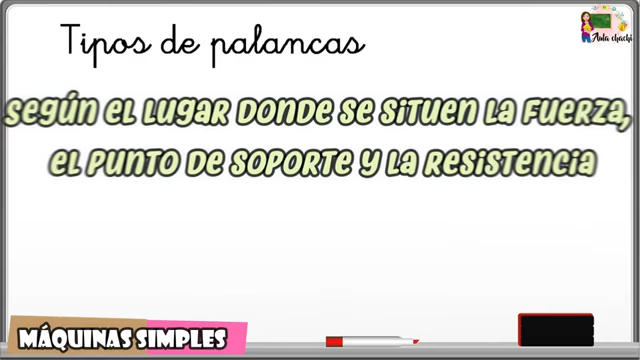 Tipos de palancas
Aula chachi
según el lugar donde se sitúen la fuerza,
el punto de soporte y la resistencia
MÁQUINAS SIMPLES